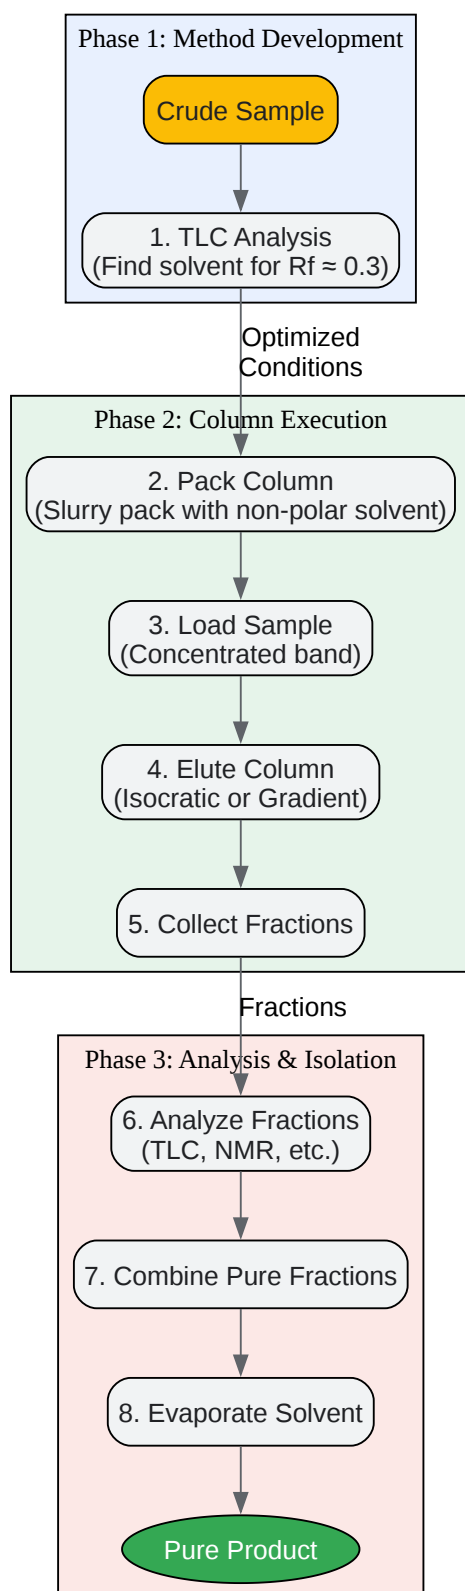 Phase 1: Method Development
Crude Sample
1. TLC Analysis
(Find solvent for Rf ≈ 0.3)
Optimized
Conditions
Phase 2: Column Execution
2. Pack Column
(Slurry pack with non-polar solvent)
3. Load Sample
(Concentrated band)
4. Elute Column
(Isocratic or Gradient)
5. Collect Fractions
Fractions
Phase 3: Analysis & Isolation
6. Analyze Fractions
(TLC, NMR, etc.)
7. Combine Pure Fractions
8. Evaporate Solvent
Pure Product